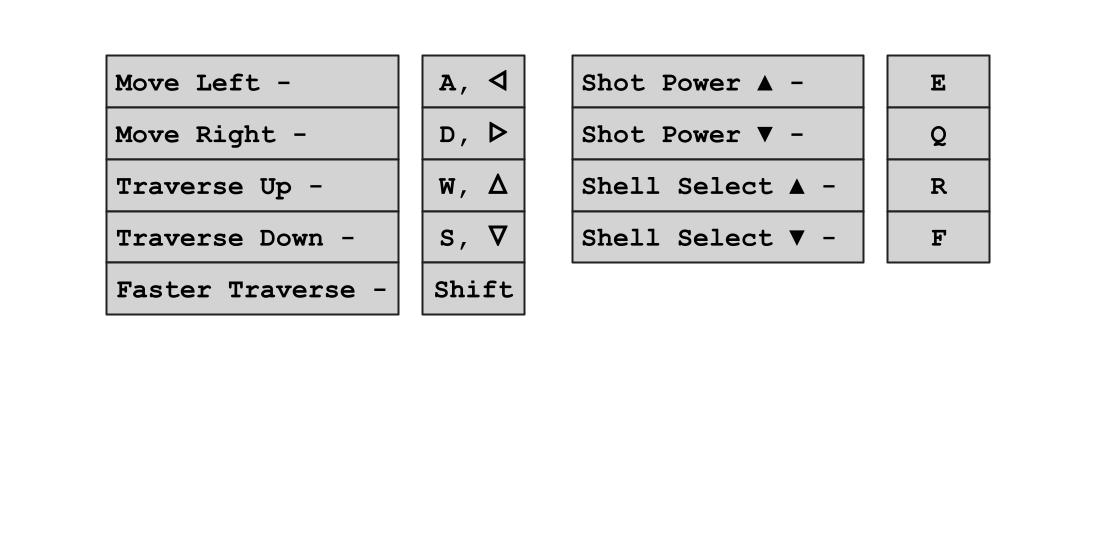 Move Left - A, ◁
Move Right - D, ▷
Traverse Up - W, △
Traverse Down - S, ▽
Faster Traverse - Shift
Shot Power ▲ - E
Shot Power ▼ - Q
Shell Select ▲ - R
Shell Select ▼ - F